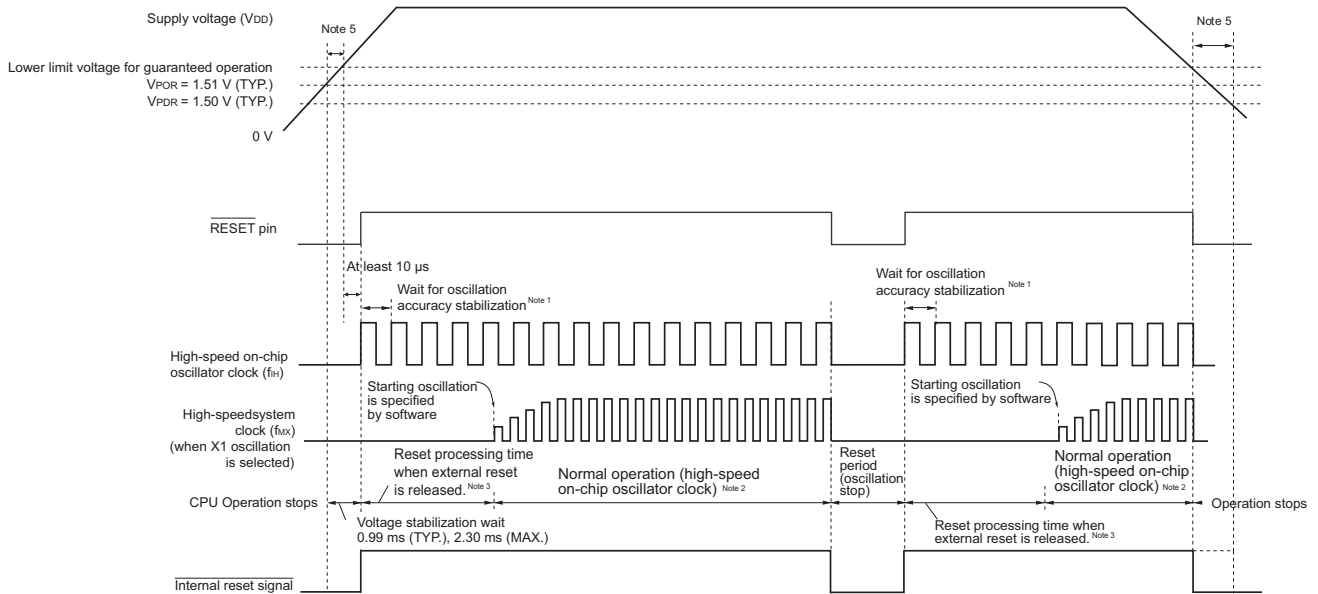 Supply voltage (VDD)
Note 5
Note 5
Lower limit voltage for guaranteed operation
VPOR = 1.51 V (TYP.)
VPDR = 1.50 V (TYP.)
0 V
RESET pin
At least 10 µs
Wait for oscillation
accuracy stabilization Note 1
Wait for oscillation
accuracy stabilization Note 1
High-speed on-chip
oscillator clock (fIH)
Starting oscillation
is specified
by software
Starting oscillation
is specified by software
High-speedsystem
clock (fMX)
(when X1 oscillation
is selected)
Reset processing time
when external reset
is released. Note 3
Normal operation (high-speed
on-chip oscillator clock) Note 2
Reset
period
(oscillation
stop)
Normal operation
(high-speed on-chip
oscillator clock) Note 2
CPU Operation stops
Operation stops
Voltage stabilization wait
0.99 ms (TYP.), 2.30 ms (MAX.)
Reset processing time when
external reset is released. Note 3
Internal reset signal